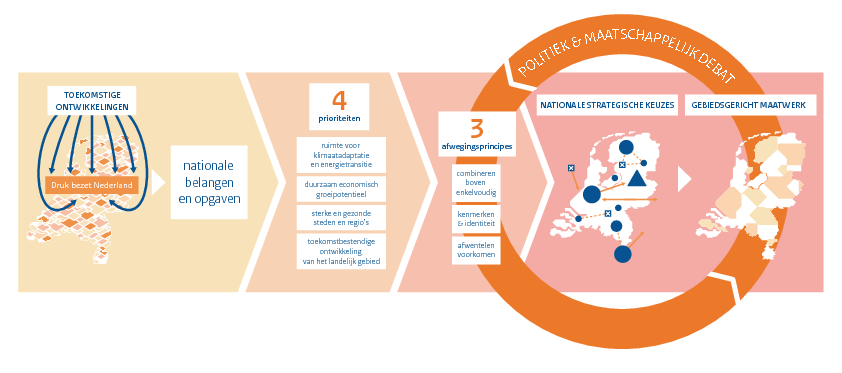 POLITIEK & MAATSCHAPPELIJK DEBAT
TOEKOMSTIGE
ONTWIKKELINGEN
Druk bezet Nederland
nationale
belangen
en opgaven
4
prioriteiten
ruimte voor
klimaatadaptatie
en energietransitie
duurzaam economisch
groeipotentieel
sterke en gezonde
steden en regio's
toekomstbestendige
ontwikkeling
van het landelijk gebied
3
afwegingsprincipes
combineren
boven
enkelvoudig
kenmerken
& identiteit
afwentelen
voorkomen
NATIONALE STRATEGISCHE KEUZES
GEBIEDSGERICHT MAATWERK